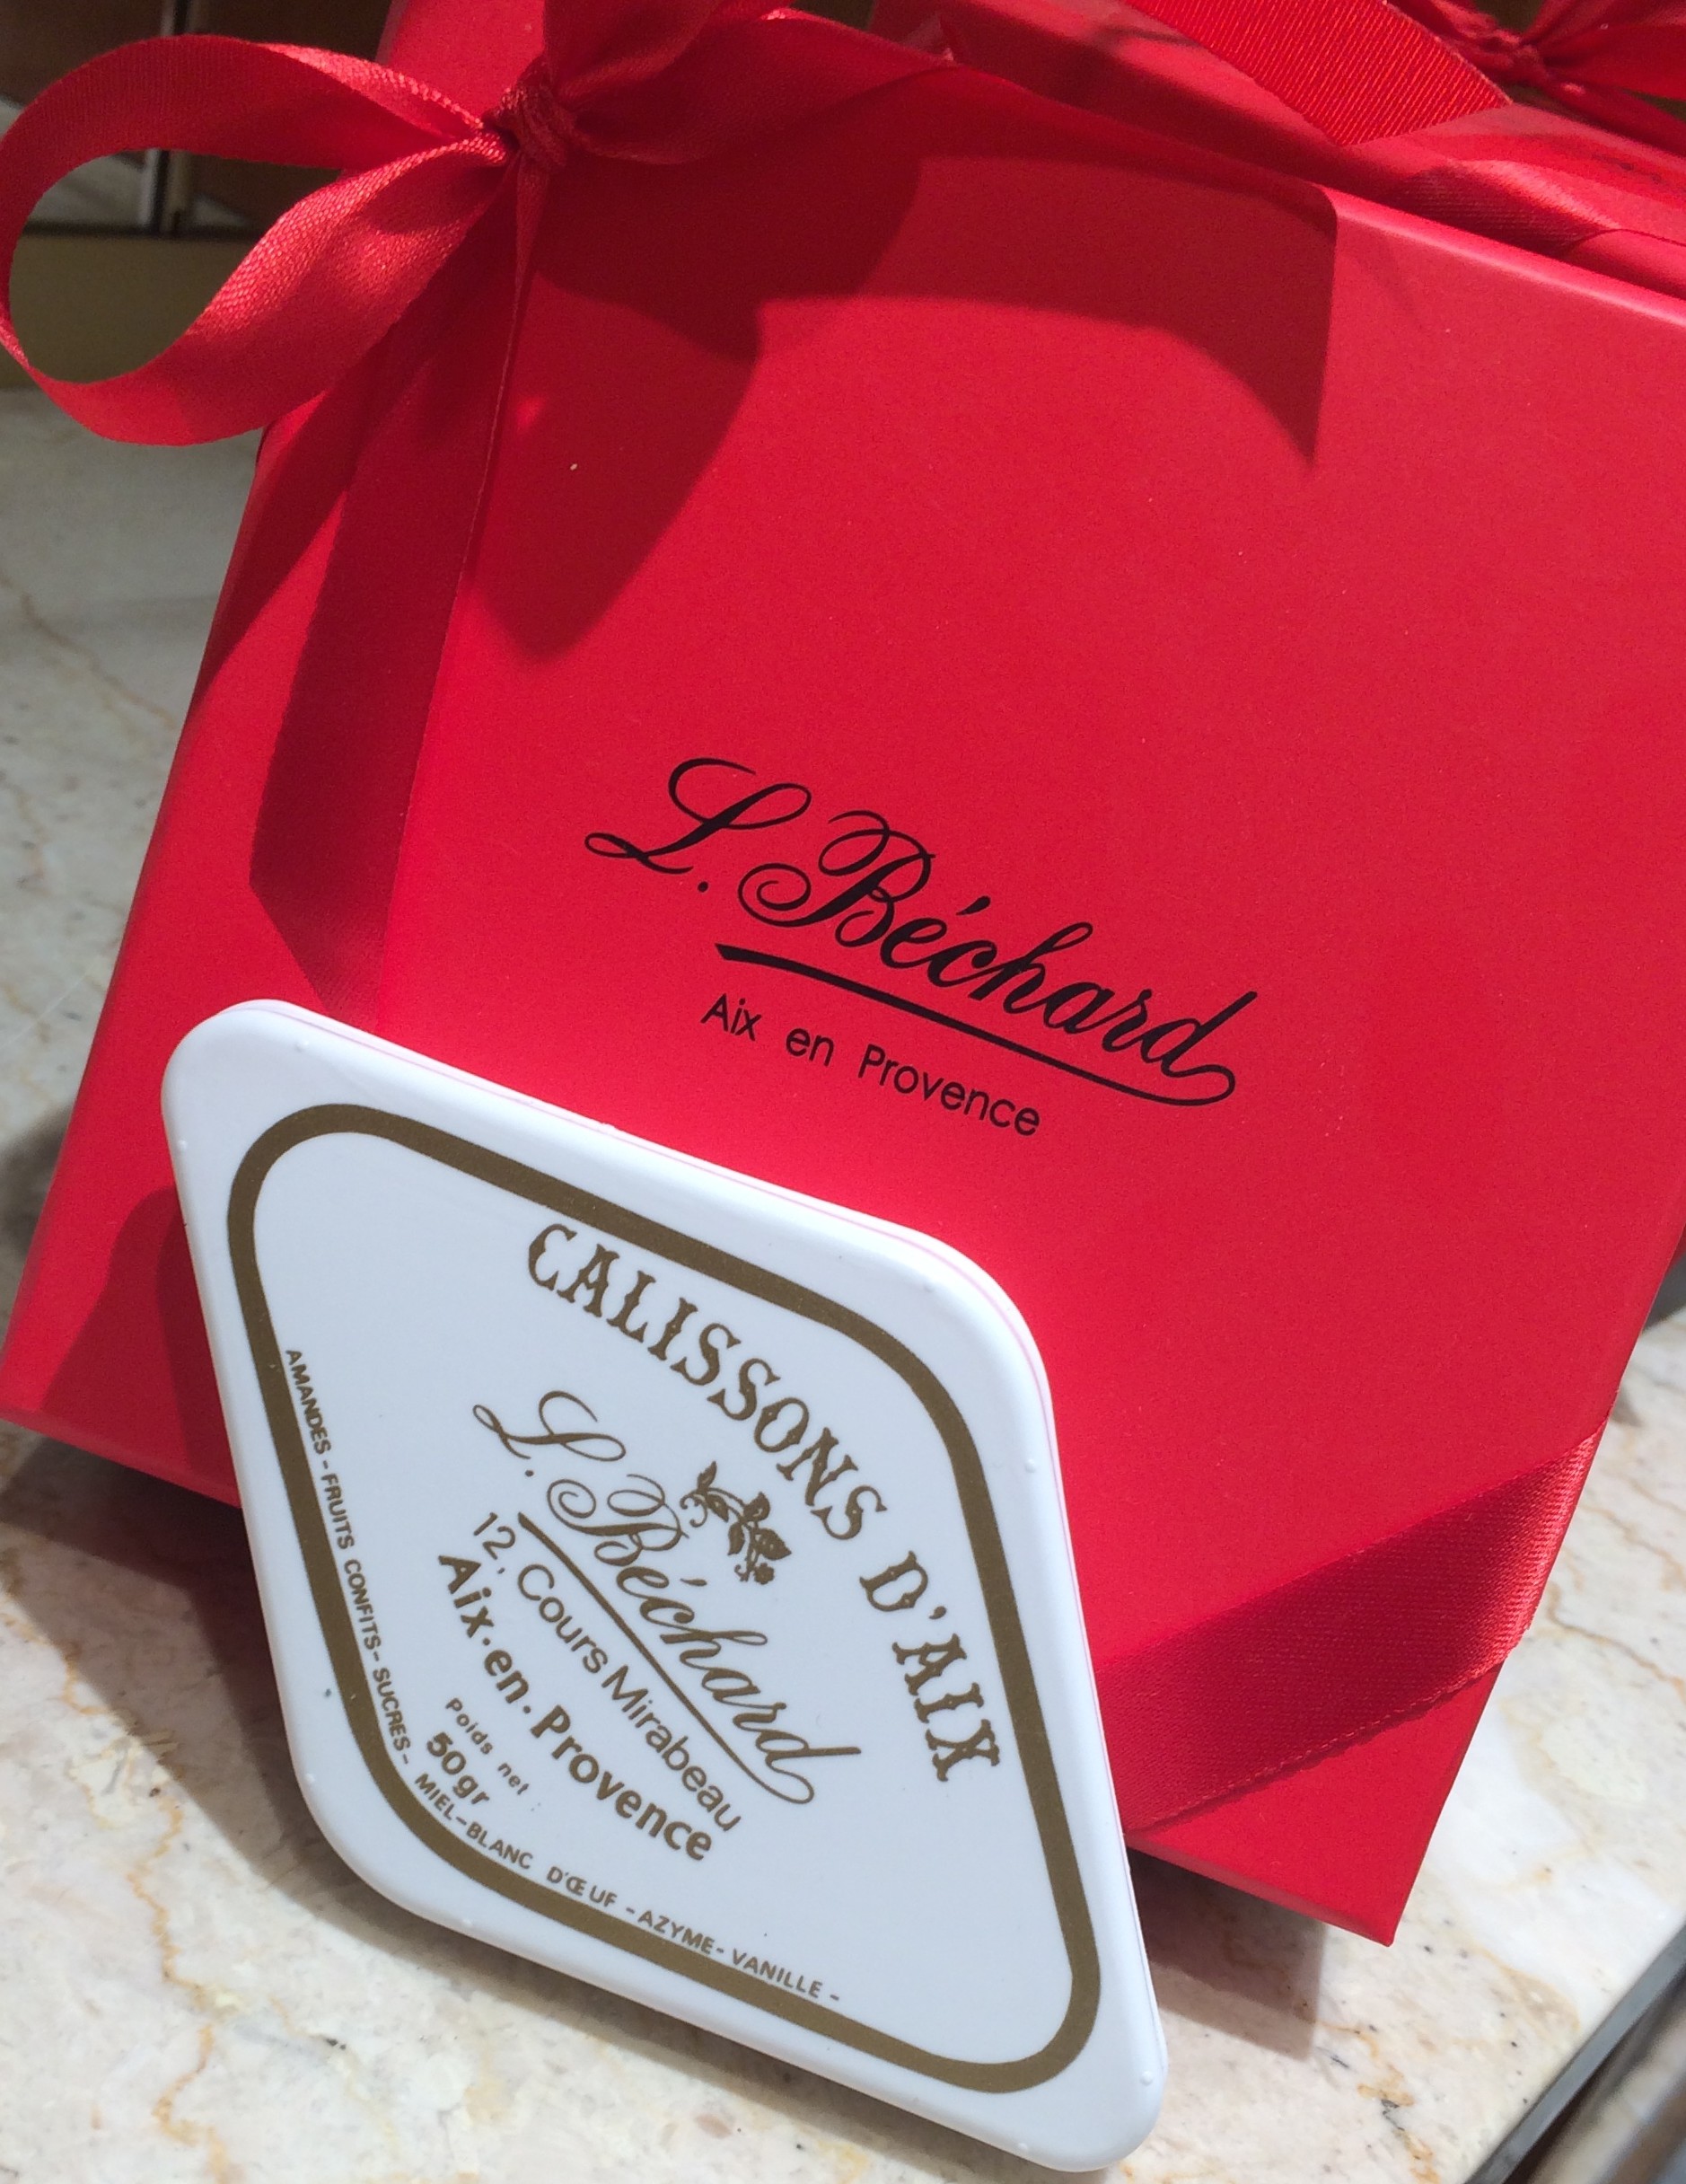 L. Béchard
Aix en Provence
CALISSONS D'AIX
L. Béchard
12, Cours Mirabeau
Aix.en.Provence
Poids net
50gr
AMANDES - FRUITS CONFITS - SUCRES - MIEL - BLANC D'ŒUF - AZYME - VANILLE -